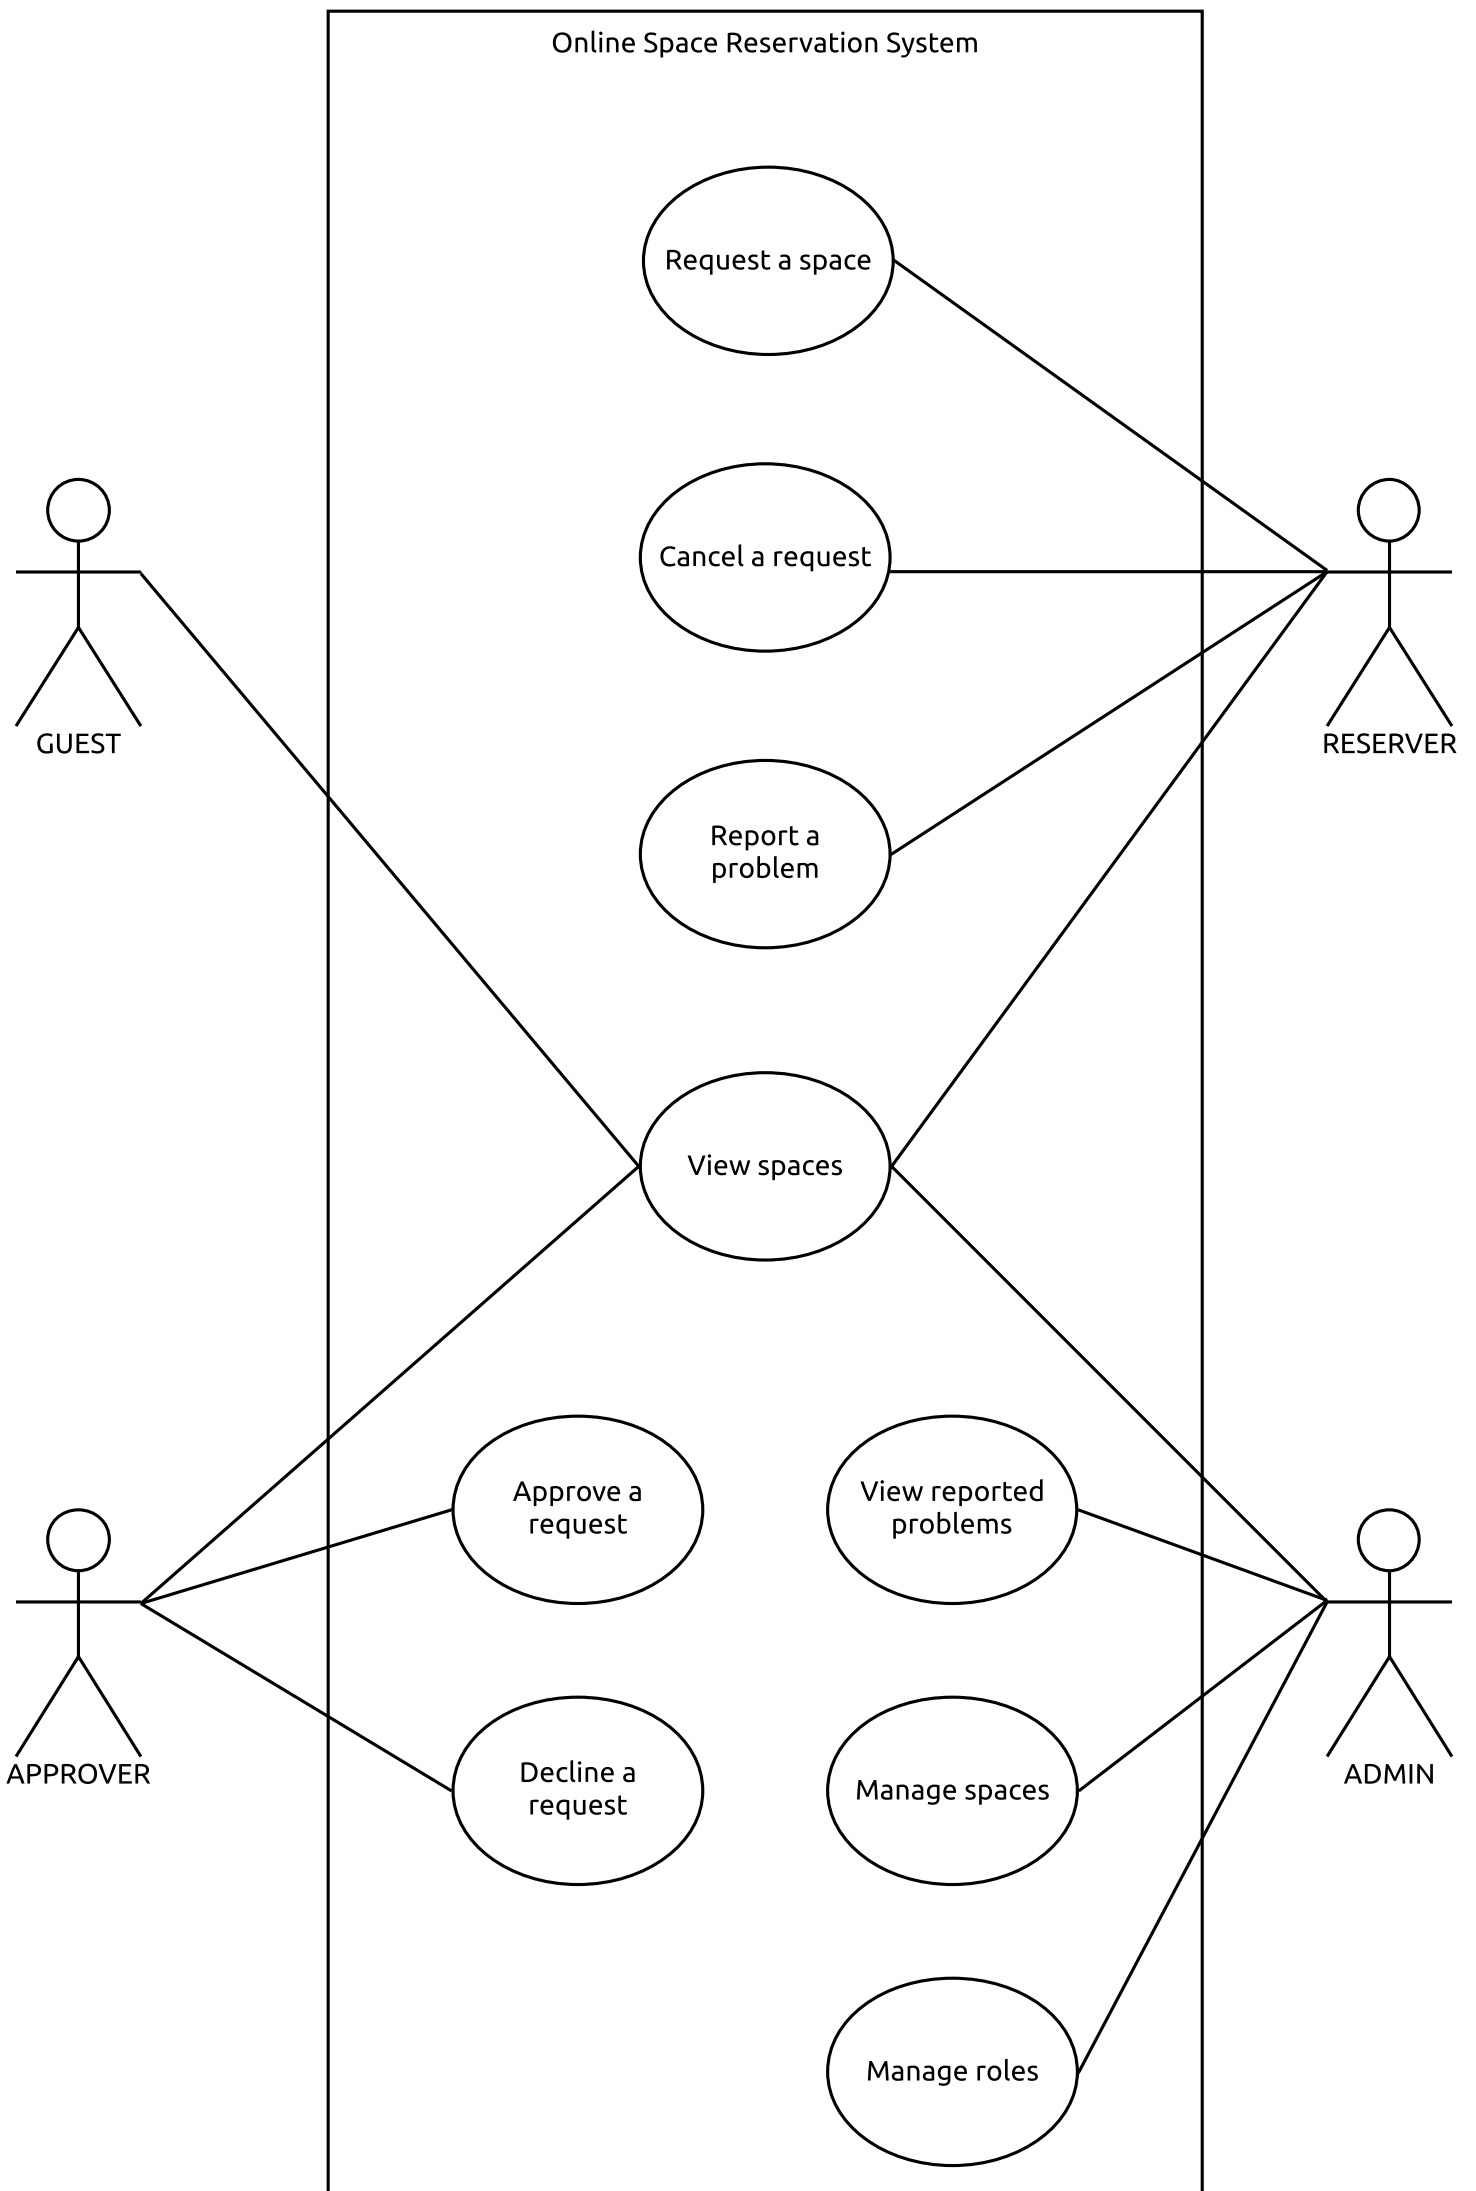 Online Space Reservation System
Request a space
Cancel a request
GUEST
RESERVER
Report a
problem
View spaces
Approve a
request
View reported
problems
APPROVER
Decline a
request
Manage spaces
ADMIN
Manage roles